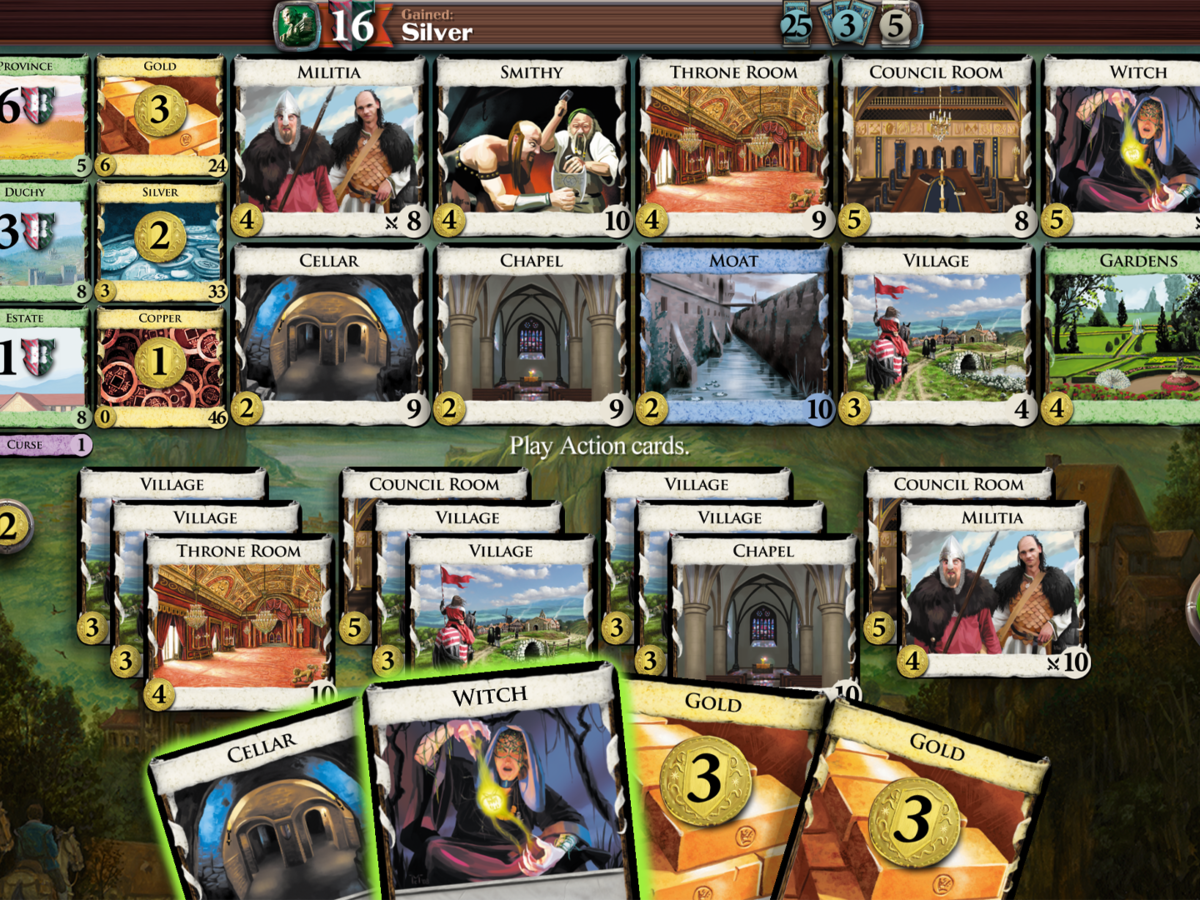 16
Gained:
Silver
25
3
5
PROVINCE
6
5
GOLD
3
6
24
MILITIA
4
8
SMITHY
4
10
THRONE ROOM
4
9
COUNCIL ROOM
5
8
WITCH
5
DUCHY
3
8
SILVER
2
3
33
ESTATE
1
8
COPPER
1
0
46
CELLAR
2
9
CHAPEL
2
9
MOAT
2
10
VILLAGE
3
4
GARDENS
4
CURSE 1
Play Action cards.
2
VILLAGE
3
VILLAGE
3
THRONE ROOM
4
10
COUNCIL ROOM
5
VILLAGE
3
VILLAGE
VILLAGE
3
VILLAGE
3
CHAPEL
10
COUNCIL ROOM
5
MILITIA
4
10
CELLAR
WITCH
GOLD
3
GOLD
3